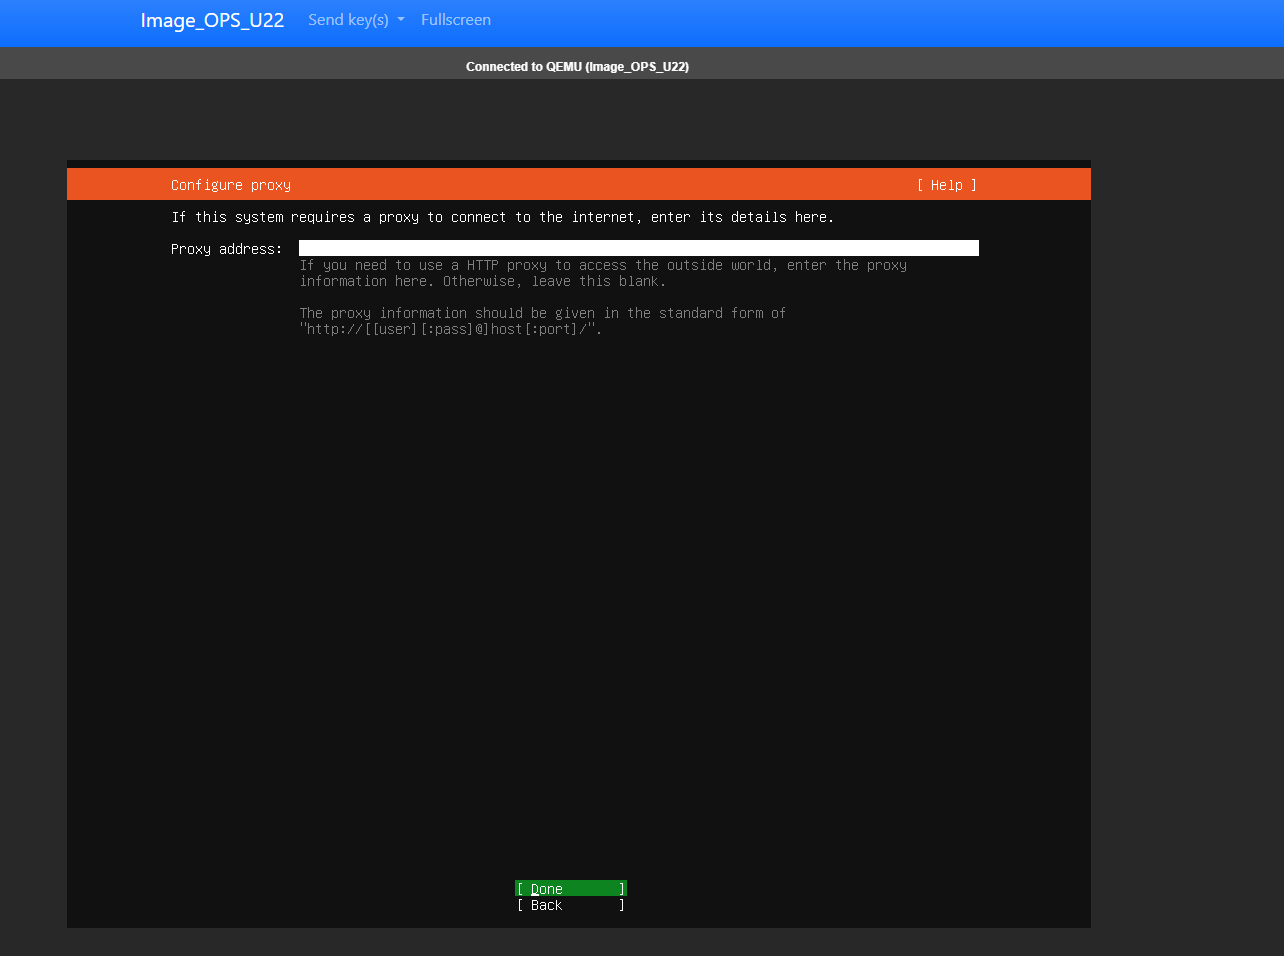 Image_OPS_U22 Send key(s) Fullscreen
Connected to QEMU (Image_OPS_U22)
Configure proxy [ Help ]
If this system requires a proxy to connect to the internet, enter its details here.
Proxy address:
If you need to use a HTTP proxy to access the outside world, enter the proxy
information here. Otherwise, leave this blank.
The proxy information should be given in the standard form of
"http://[[user][:pass]@]host[:port]/".
[ Done ]
[ Back ]